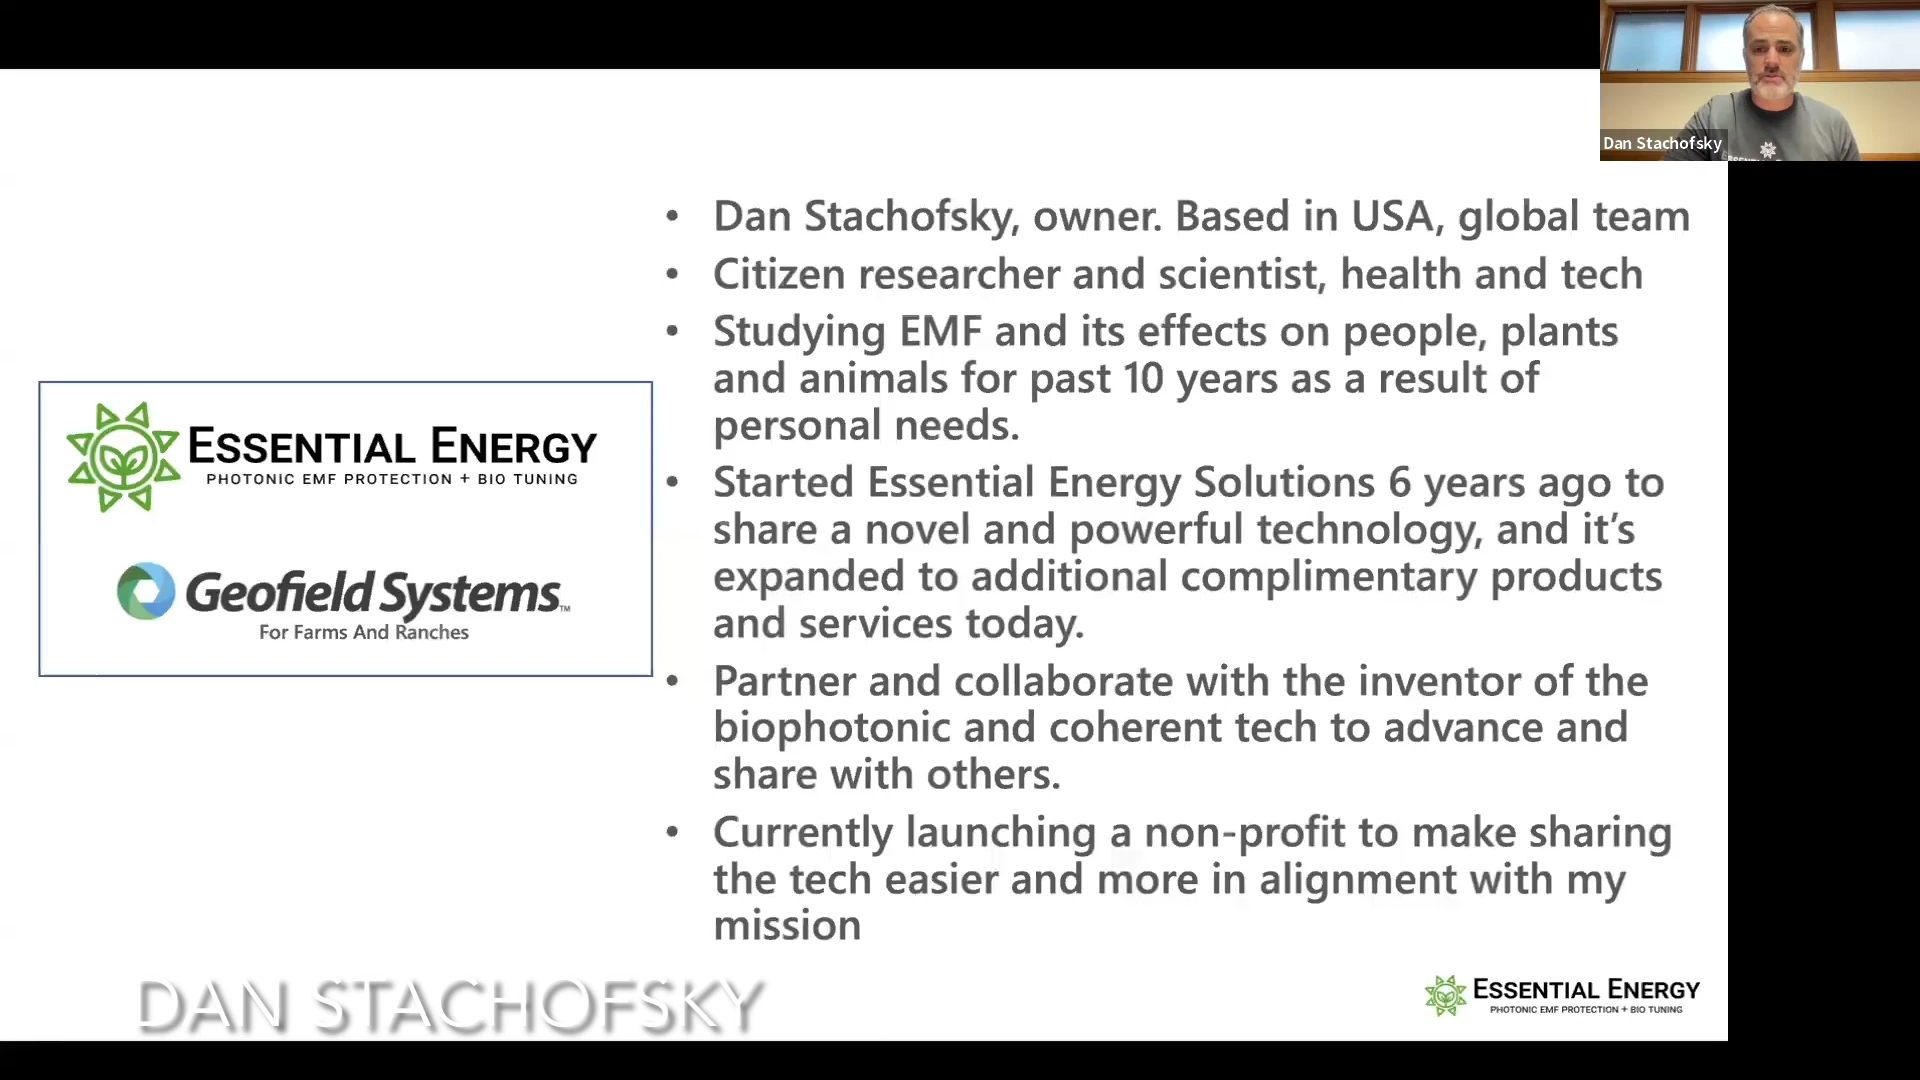 Dan Stachofsky
• Dan Stachofsky, owner. Based in USA, global team
• Citizen researcher and scientist, health and tech
• Studying EMF and its effects on people, plants
and animals for past 10 years as a result of
personal needs.
• Started Essential Energy Solutions 6 years ago to
share a novel and powerful technology, and it's
expanded to additional complimentary products
and services today.
• Partner and collaborate with the inventor of the
biophotonic and coherent tech to advance and
share with others.
• Currently launching a non-profit to make sharing
the tech easier and more in alignment with my
mission
ESSENTIAL ENERGY
PHOTONIC EMF PROTECTION + BIO TUNING
Geofield Systems™
For Farms And Ranches
DAN STACHOFSKY
ESSENTIAL ENERGY
PHOTONIC EMF PROTECTION + BIO TUNING